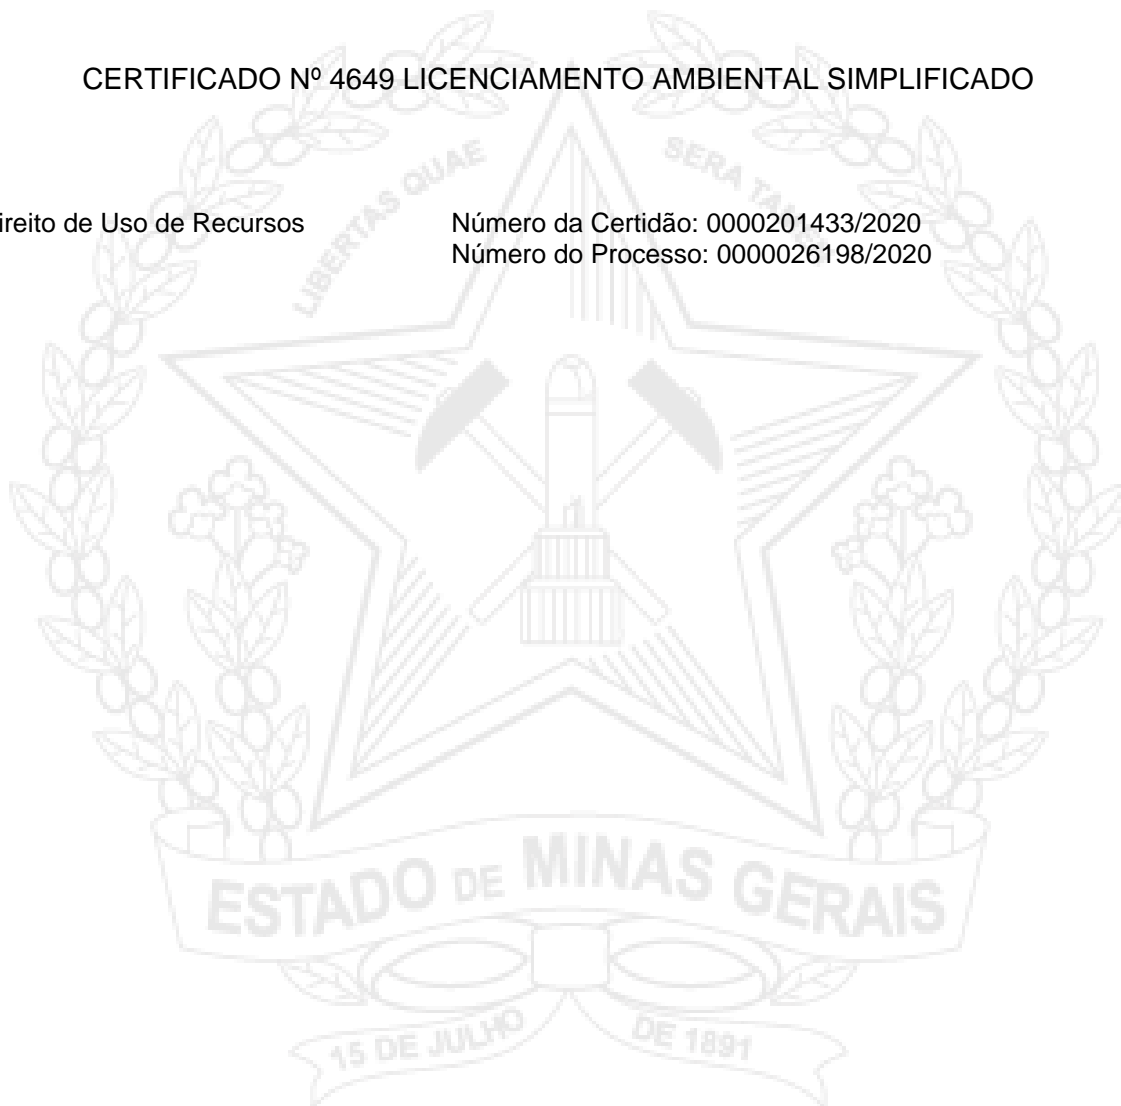 CERTIFICADO Nº 4649 LICENCIAMENTO AMBIENTAL SIMPLIFICADO
LIBERTAS QUAE SERA TAMEN
ireito de Uso de Recursos
Número da Certidão: 0000201433/2020
Número do Processo: 0000026198/2020
ESTADO DE MINAS GERAIS
15 DE JULHO DE 1891